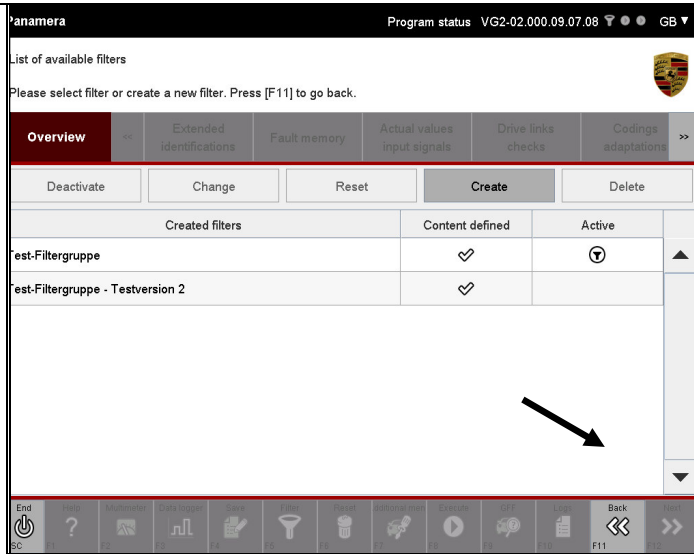 Panamera Program status VG2-02.000.09.07.08 GB
List of available filters
Please select filter or create a new filter. Press [F11] to go back.
Overview << Extended identifications Fault memory Actual values input signals Drive links checks Codings adaptations >>
Deactivate Change Reset Create Delete
Created filters Content defined Active
Test-Filtergruppe
Test-Filtergruppe - Testversion 2
End Help Multimeter Data logger Save Filter Reset Execute GFF Logs Back Next
SC F1 F2 F3 F4 F5 F6 F7 F8 F9 F10 F11 F12